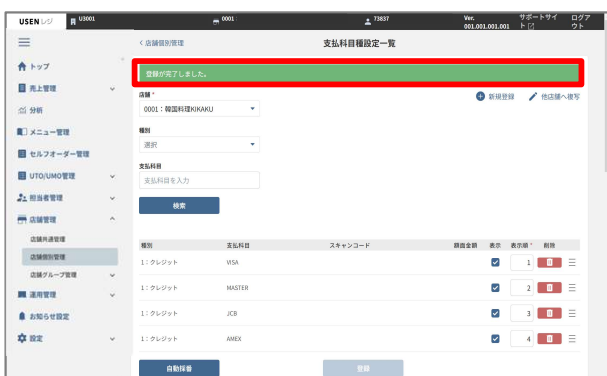 USENレジ U3001 0001 73837 Ver. 001.001.001.001 サポートサイト ログアウト
< 店舗個別管理 支払科目種設定一覧
トップ
売上管理
分析
メニュー管理
セルフオーダー管理
UTO/UMO管理
担当者管理
店舗管理
店舗共通管理
店舗個別管理
店舗グループ管理
運用管理
お知らせ設定
設定
登録が完了しました。
店舗 *
0001：韓国料理KIKAKU
新規登録 他店舗へ複写
種別
選択
支払科目
支払科目を入力
検索
種別 支払科目 スキャンコード 額面金額 表示 表示順 * 削除
1：クレジット VISA 1
1：クレジット MASTER 2
1：クレジット JCB 3
1：クレジット AMEX 4
自動採番 登録